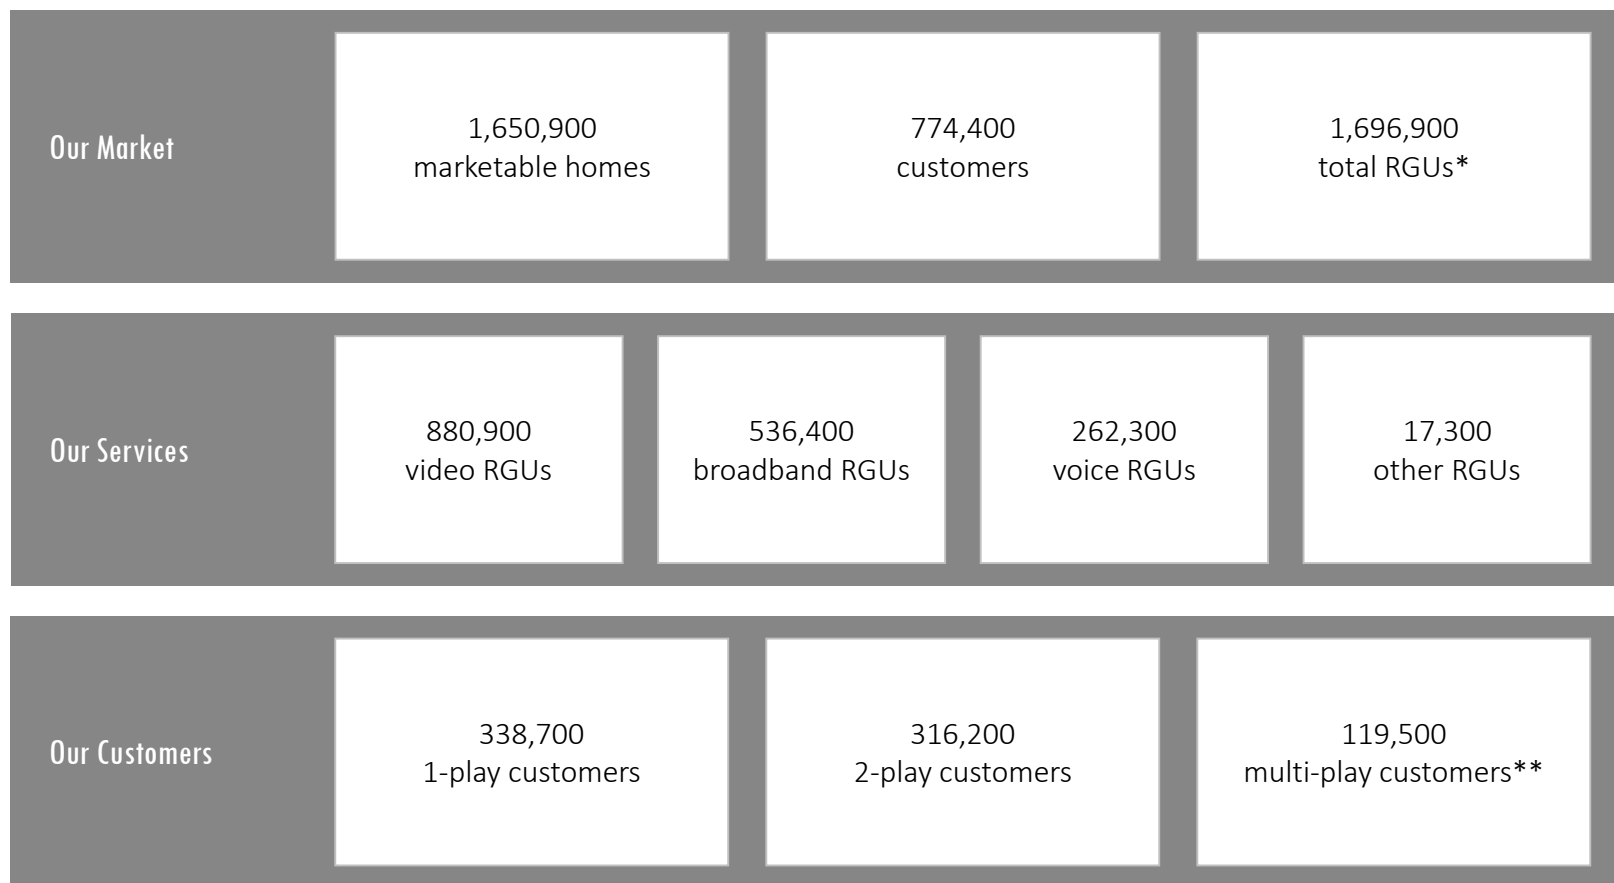 Our Market
1,650,900
marketable homes
774,400
customers
1,696,900
total RGUs*
Our Services
880,900
video RGUs
536,400
broadband RGUs
262,300
voice RGUs
17,300
other RGUs
Our Customers
338,700
1-play customers
316,200
2-play customers
119,500
multi-play customers**